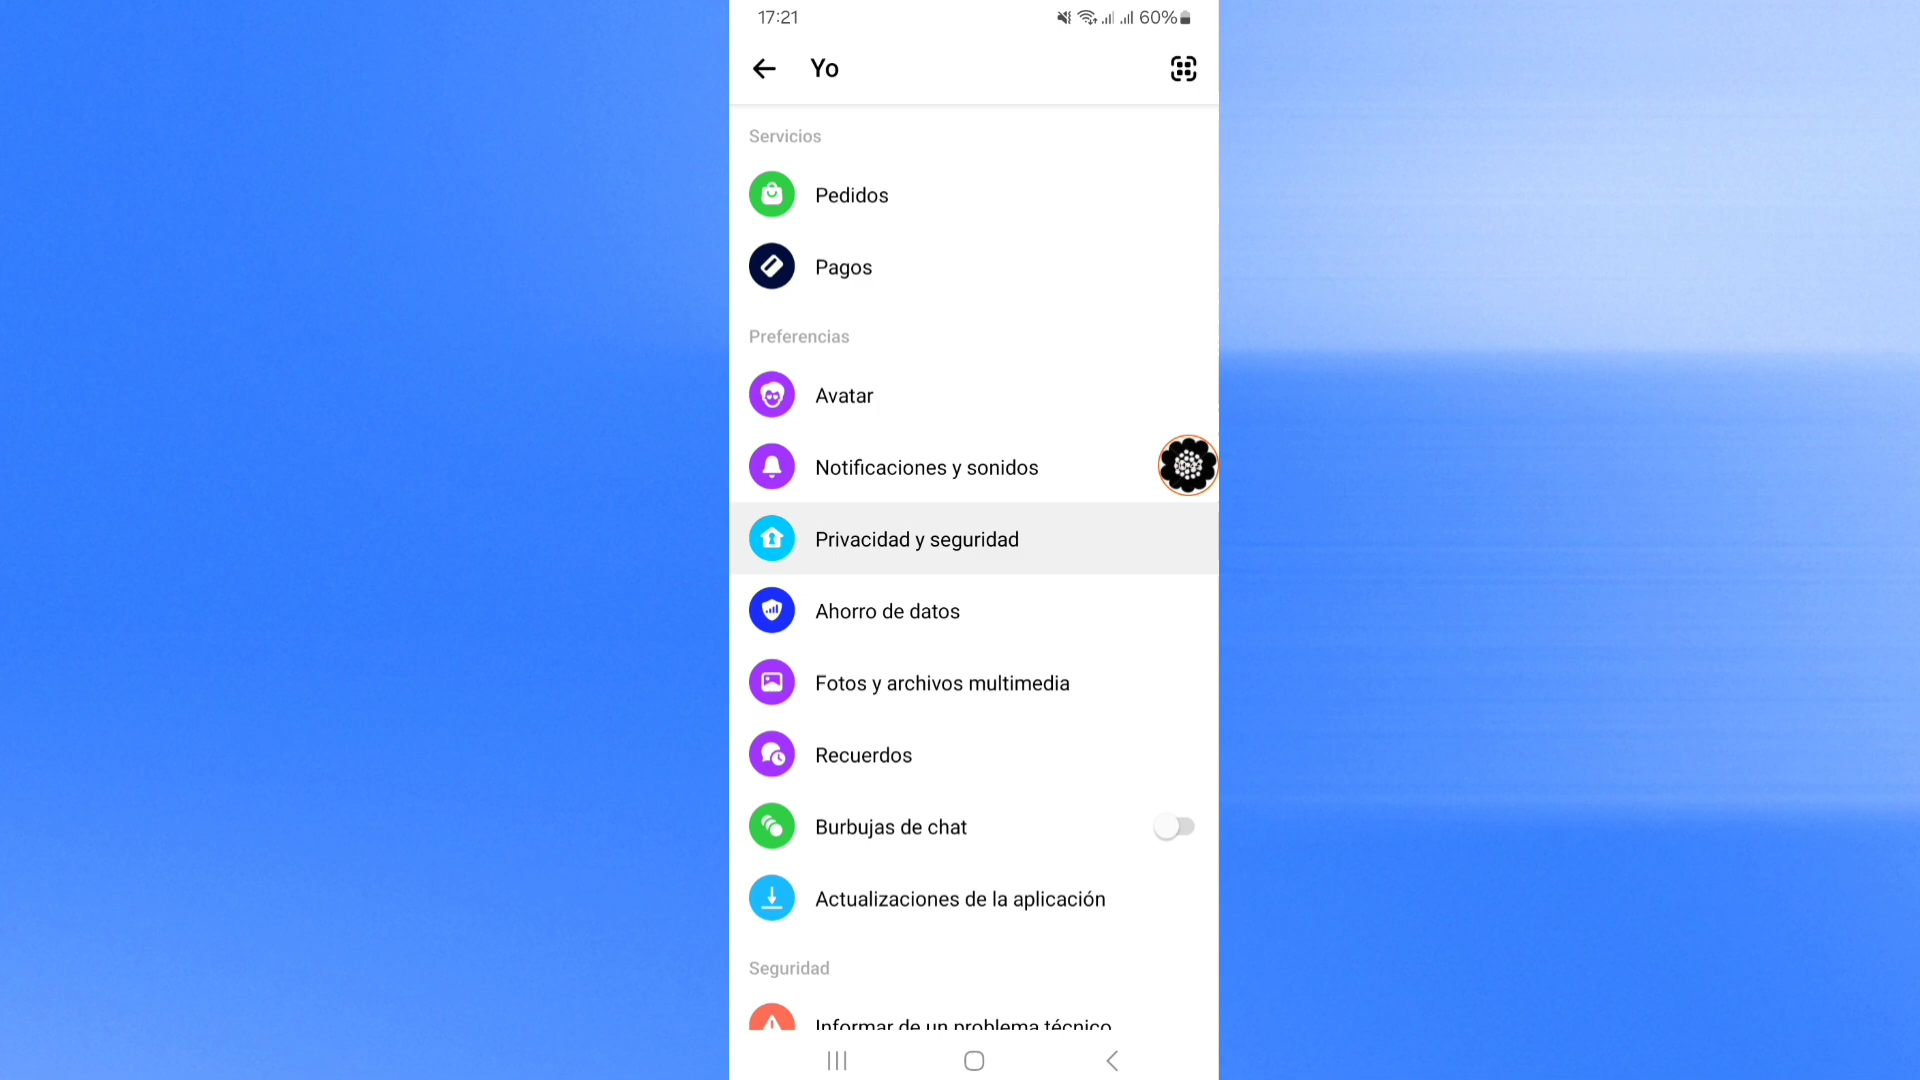 17:21
60%
Yo
Servicios
Pedidos
Pagos
Preferencias
Avatar
Notificaciones y sonidos
Privacidad y seguridad
Ahorro de datos
Fotos y archivos multimedia
Recuerdos
Burbujas de chat
Actualizaciones de la aplicación
Seguridad
Informar de un problema técnico